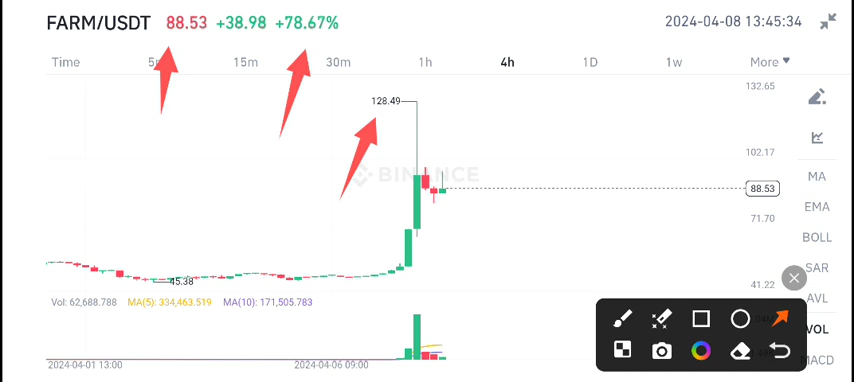 FARM/USDT 88.53 +38.98 +78.67% 2024-04-08 13:45:34
Time 15m 30m 1h 4h 1D 1w More
132.65
128.49
102.17
BINANCE
MA
88.53
EMA
71.70
BOLL
SAR
45.38
41.22
AVL
Vol: 62,688.788 MA(5): 334,463.519 MA(10): 171,505.783
VOL
MACD
2024-04-01 13:00 2024-04-06 09:00